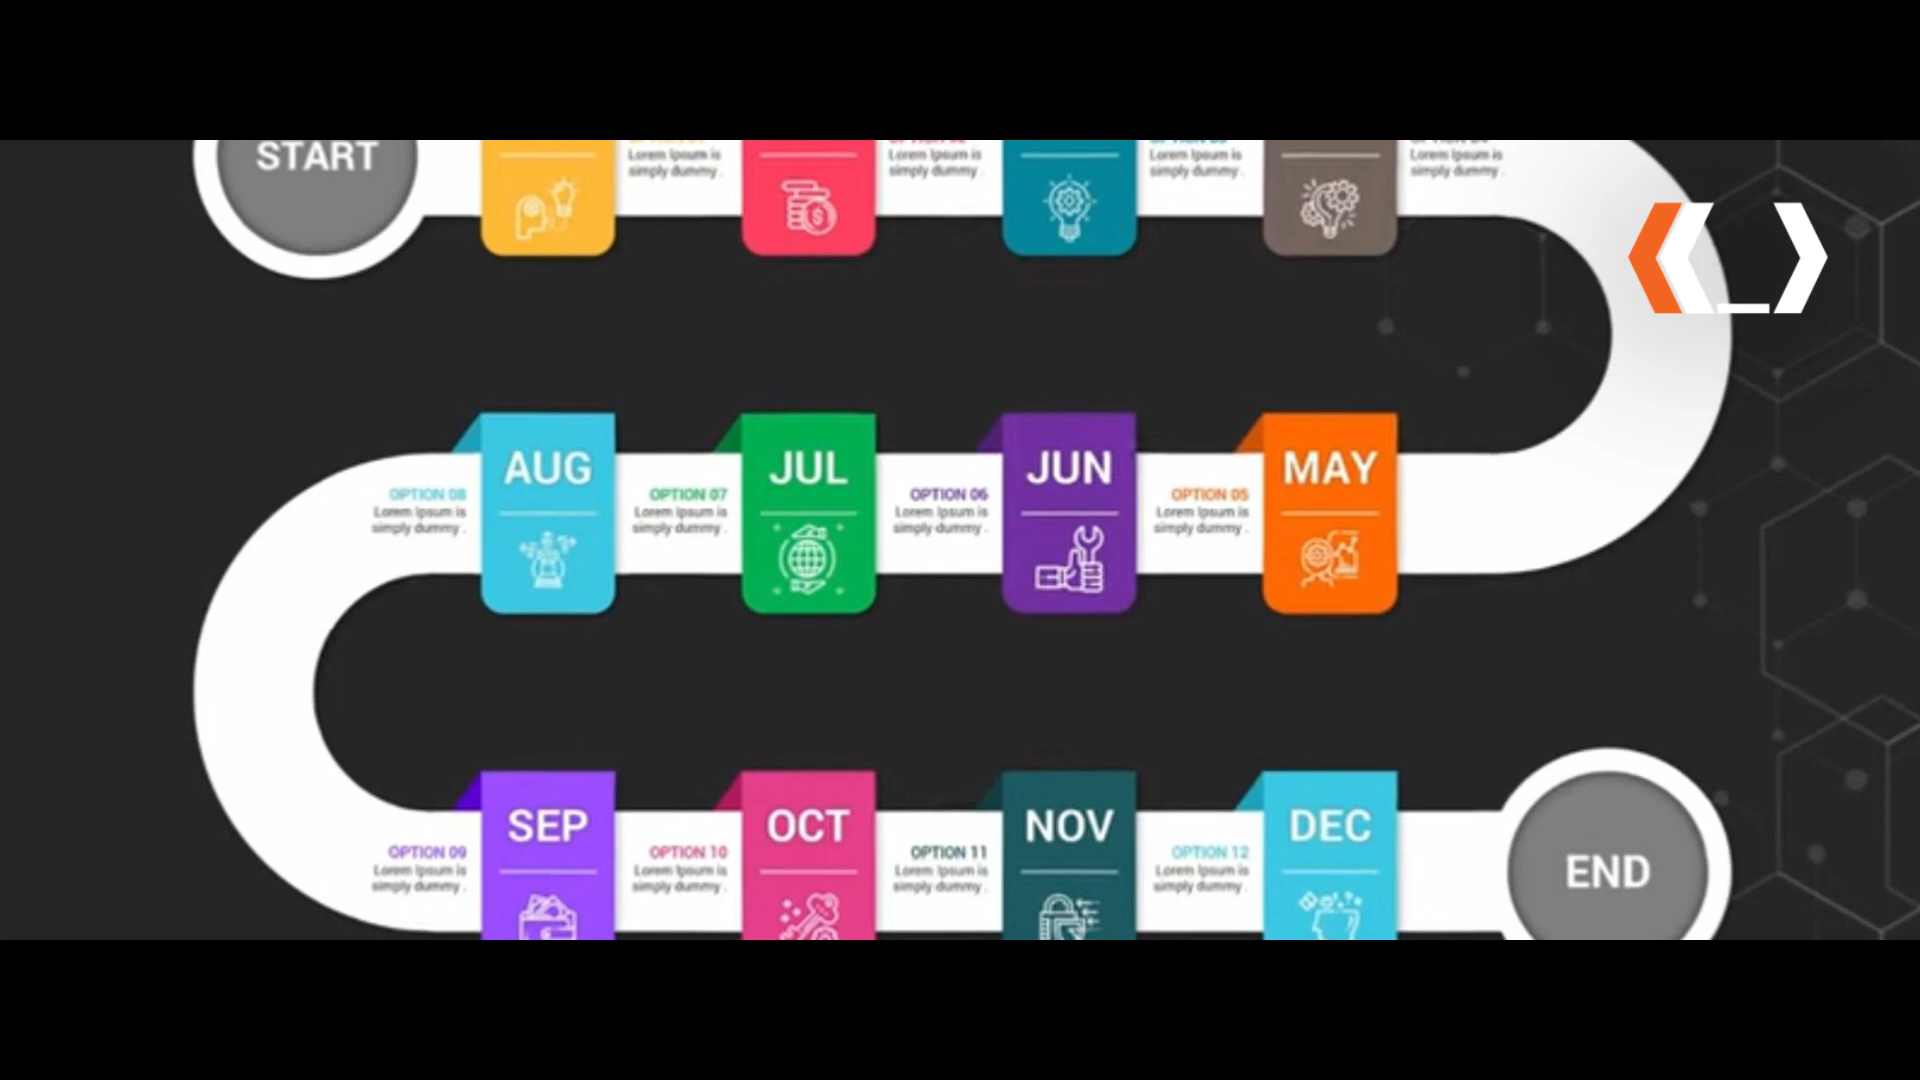 START
Lorem Ipsum is
simply dummy .
Lorem Ipsum is
simply dummy .
Lorem Ipsum is
simply dummy .
Lorem Ipsum is
simply dummy .
OPTION 08
Lorem Ipsum is
simply dummy .
AUG
OPTION 07
Lorem Ipsum is
simply dummy .
JUL
OPTION 06
Lorem Ipsum is
simply dummy .
JUN
OPTION 05
Lorem Ipsum is
simply dummy .
MAY
OPTION 09
Lorem Ipsum is
simply dummy .
SEP
OPTION 10
Lorem Ipsum is
simply dummy .
OCT
OPTION 11
Lorem Ipsum is
simply dummy .
NOV
OPTION 12
Lorem Ipsum is
simply dummy .
DEC
END